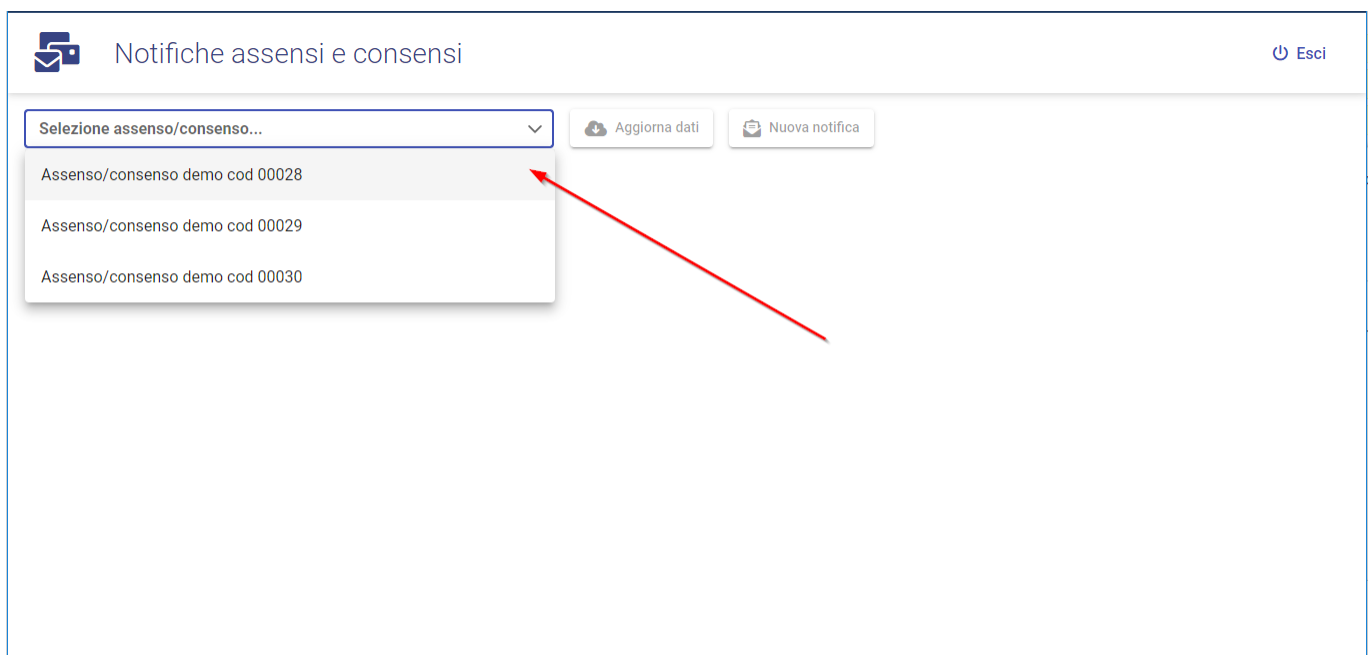 Notifiche assensi e consensi
Esci
Selezione assenso/consenso...
Aggiorna dati
Nuova notifica
Assenso/consenso demo cod 00028
Assenso/consenso demo cod 00029
Assenso/consenso demo cod 00030